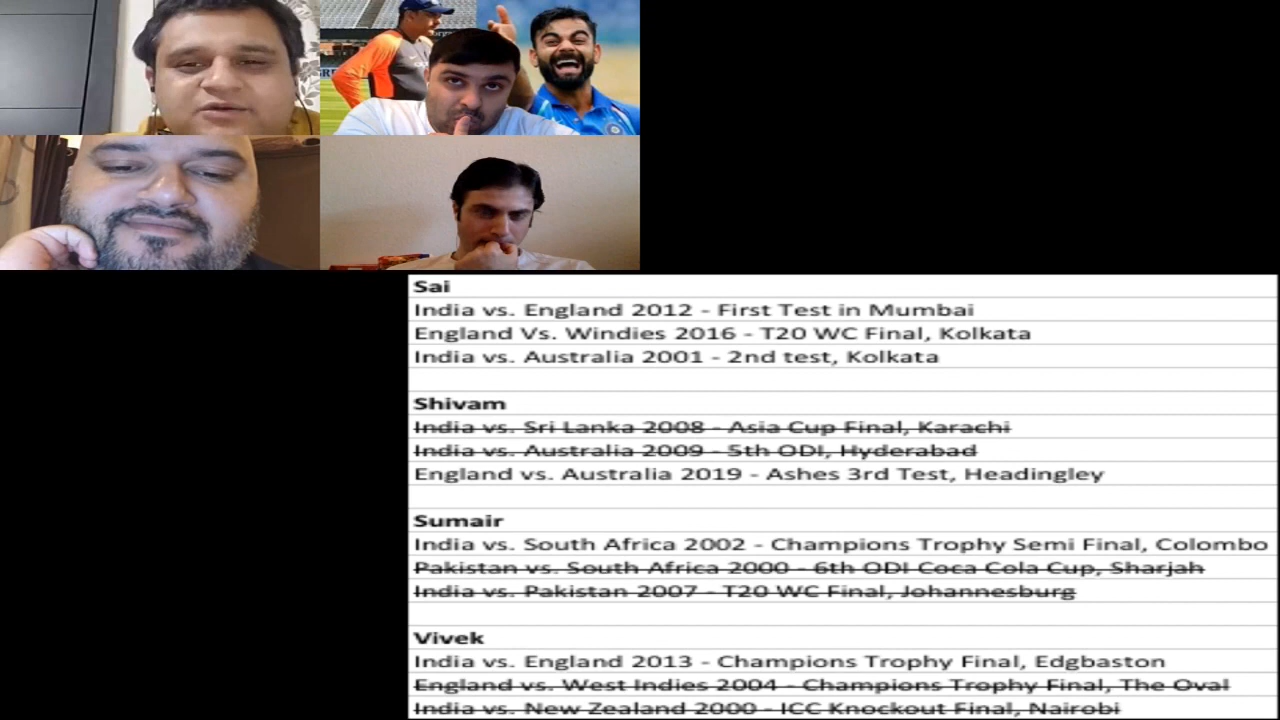 Sai
India vs. England 2012 - First Test in Mumbai
England Vs. Windies 2016 - T20 WC Final, Kolkata
India vs. Australia 2001 - 2nd test, Kolkata
Shivam
India vs. Sri Lanka 2008 - Asia Cup Final, Karachi
India vs. Australia 2009 - 5th ODI, Hyderabad
England vs. Australia 2019 - Ashes 3rd Test, Headingley
Sumair
India vs. South Africa 2002 - Champions Trophy Semi Final, Colombo
Pakistan vs. South Africa 2000 - 6th ODI Coca Cola Cup, Sharjah
India vs. Pakistan 2007 - T20 WC Final, Johannesburg
Vivek
India vs. England 2013 - Champions Trophy Final, Edgbaston
England vs. West Indies 2004 - Champions Trophy Final, The Oval
India vs. New Zealand 2000 - ICC Knockout Final, Nairobi